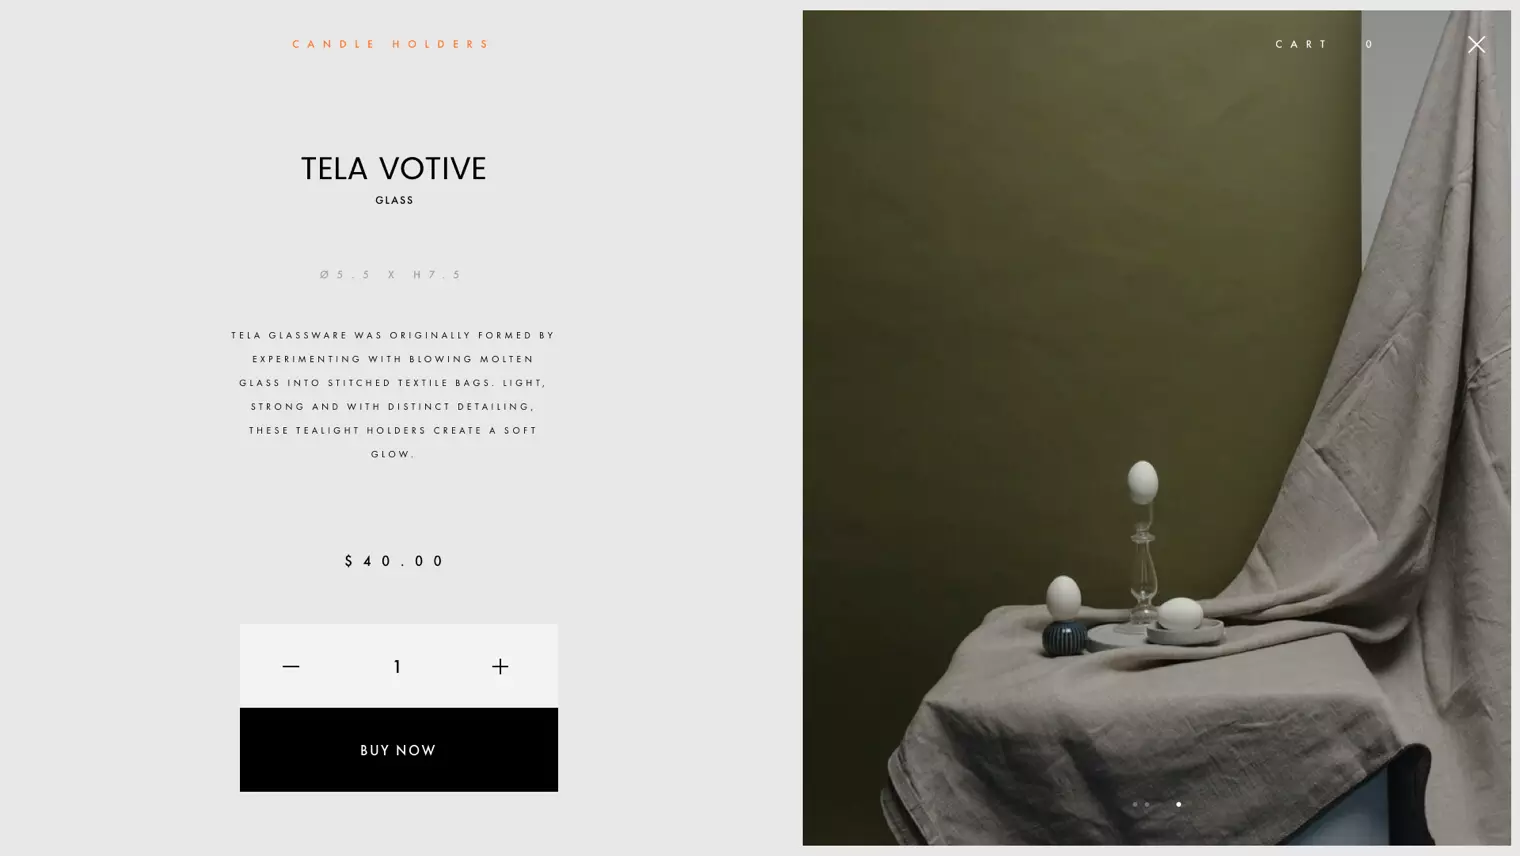 CANDLE HOLDERS
CART 0
TELA VOTIVE
GLASS
Ø5.5 X H7.5
TELA GLASSWARE WAS ORIGINALLY FORMED BY
EXPERIMENTING WITH BLOWING MOLTEN
GLASS INTO STITCHED TEXTILE BAGS. LIGHT,
STRONG AND WITH DISTINCT DETAILING,
THESE TEALIGHT HOLDERS CREATE A SOFT
GLOW.
$40.00
1
BUY NOW